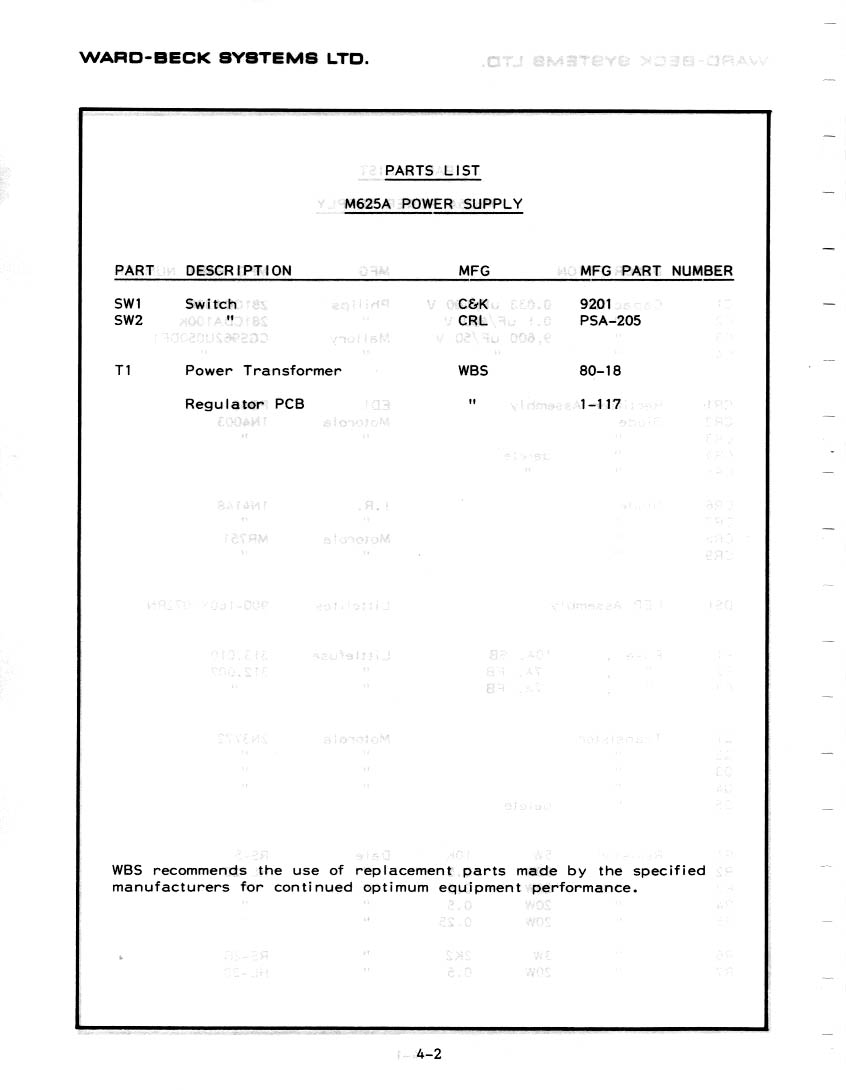 WARD-BECK SYSTEMS LTD.
PARTS LIST
M625A POWER SUPPLY
PART DESCRIPTION MFG MFG PART NUMBER
SW1 Switch C&K 9201
SW2 " CRL PSA-205
T1 Power Transformer WBS 80-18
Regulator PCB " 1-117
WBS recommends the use of replacement parts made by the specified
manufacturers for continued optimum equipment performance.
4-2